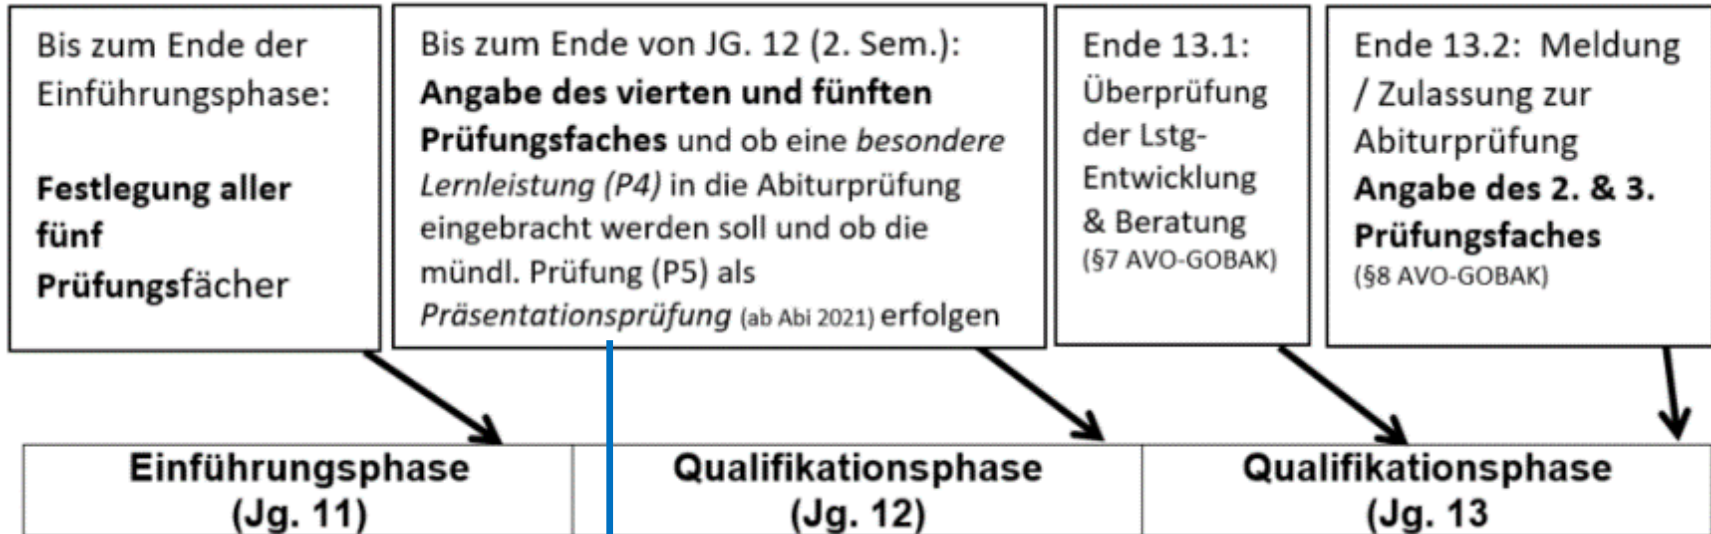 Bis zum Ende der
Einführungsphase:
Festlegung aller
fünf
Prüfungsfächer
Bis zum Ende von JG. 12 (2. Sem.):
Angabe des vierten und fünften
Prüfungsfaches und ob eine besondere
Lernleistung (P4) in die Abiturprüfung
eingebracht werden soll und ob die
mündl. Prüfung (P5) als
Präsentationsprüfung (ab Abi 2021) erfolgen
Ende 13.1:
Überprüfung
der Lstg-
Entwicklung
& Beratung
(§7 AVO-GOBAK)
Ende 13.2: Meldung
/ Zulassung zur
Abiturprüfung
Angabe des 2. & 3.
Prüfungsfaches
(§8 AVO-GOBAK)
Einführungsphase
(Jg. 11)
Qualifikationsphase
(Jg. 12)
Qualifikationsphase
(Jg. 13